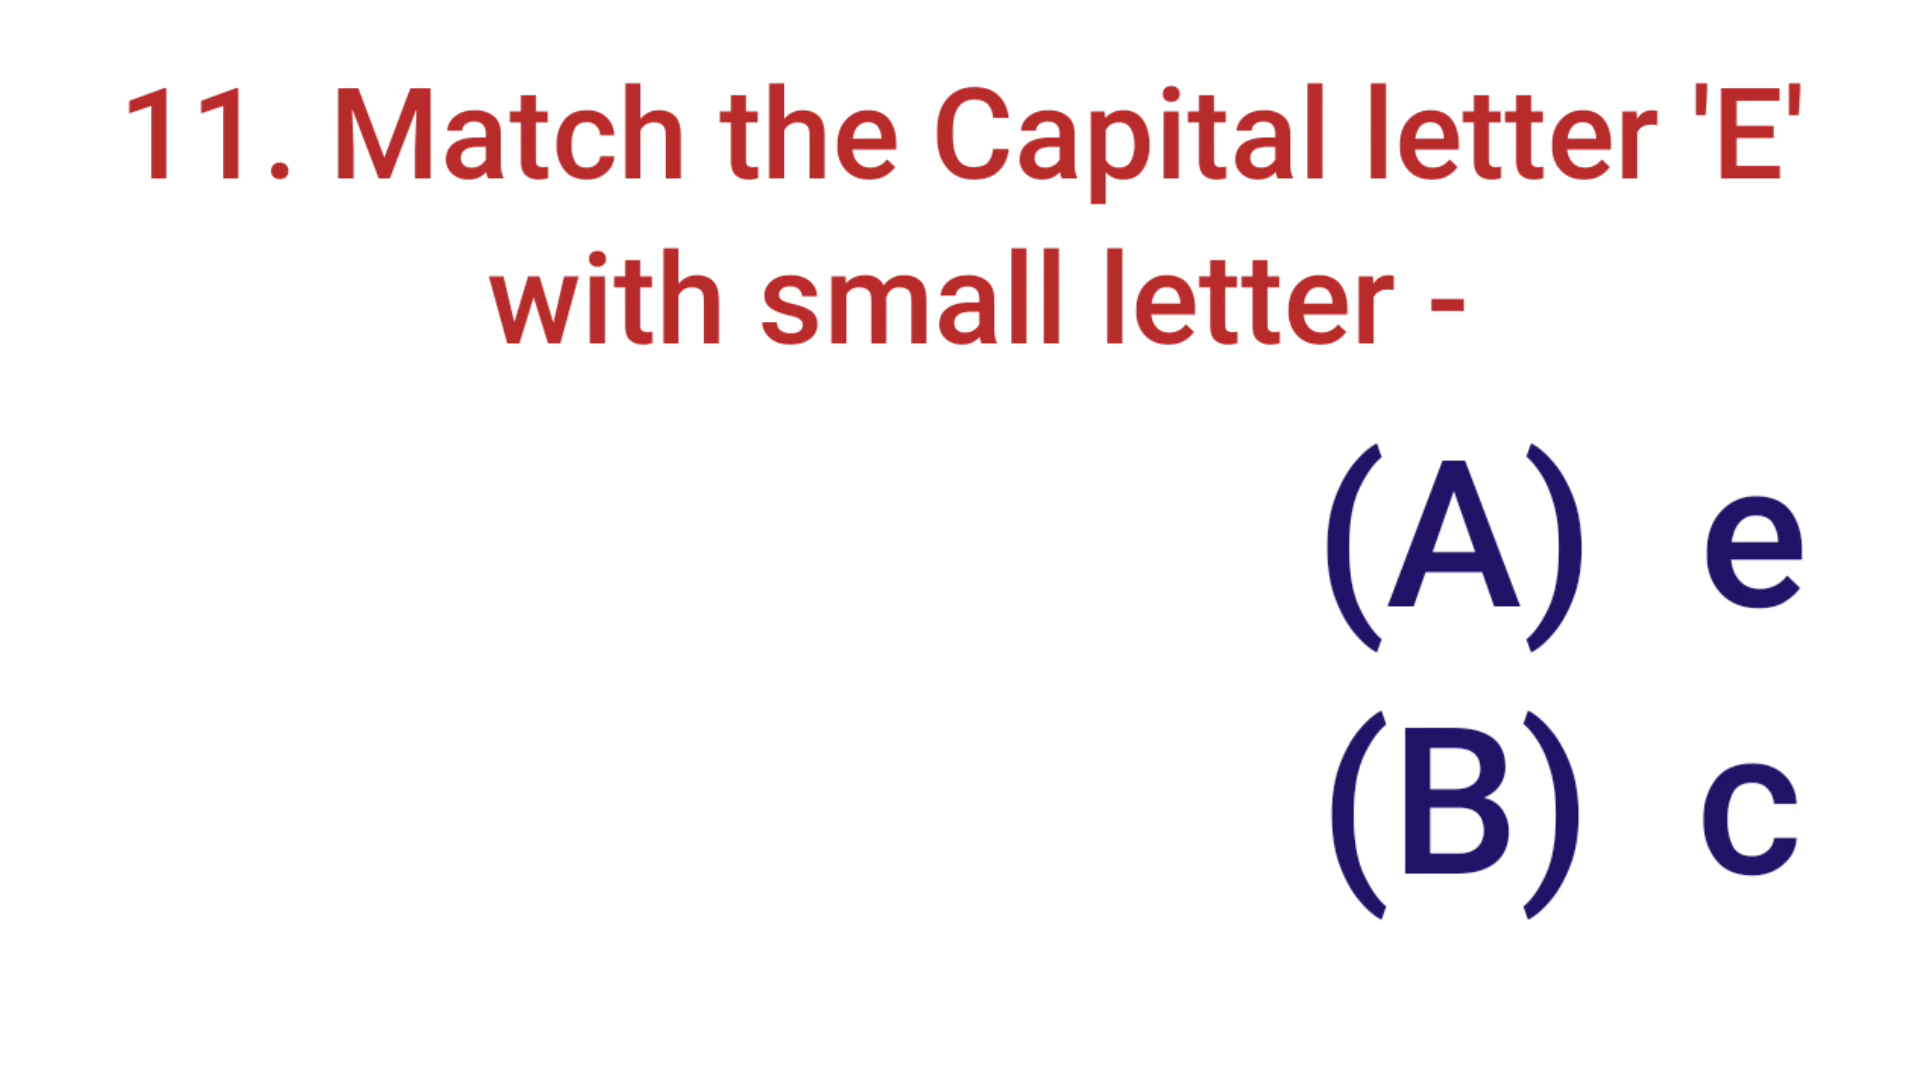 11. Match the Capital letter 'E'
with small letter -
(A) e
(B) c